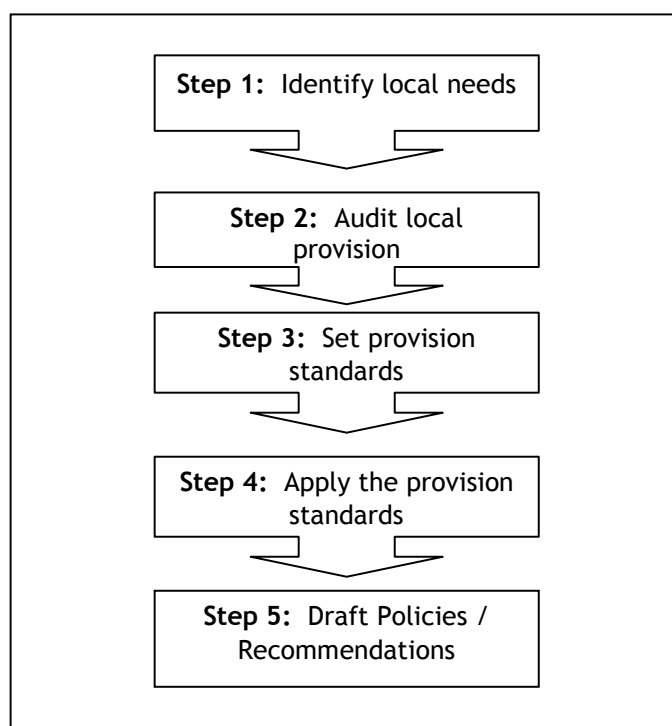 Step 1: Identify local needs
Step 2: Audit local
provision
Step 3: Set provision
standards
Step 4: Apply the provision
standards
Step 5: Draft Policies /
Recommendations